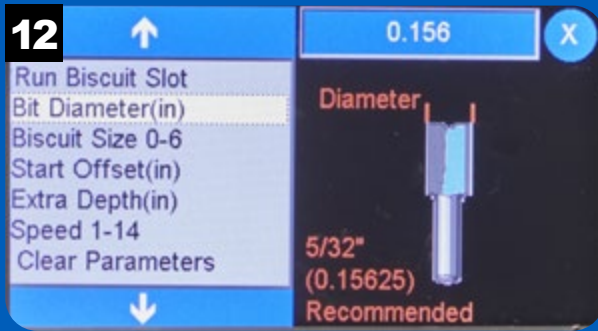 12
0.156
X
Run Biscuit Slot
Bit Diameter(in)
Biscuit Size 0-6
Start Offset(in)
Extra Depth(in)
Speed 1-14
Clear Parameters
Diameter
5/32"
(0.15625)
Recommended